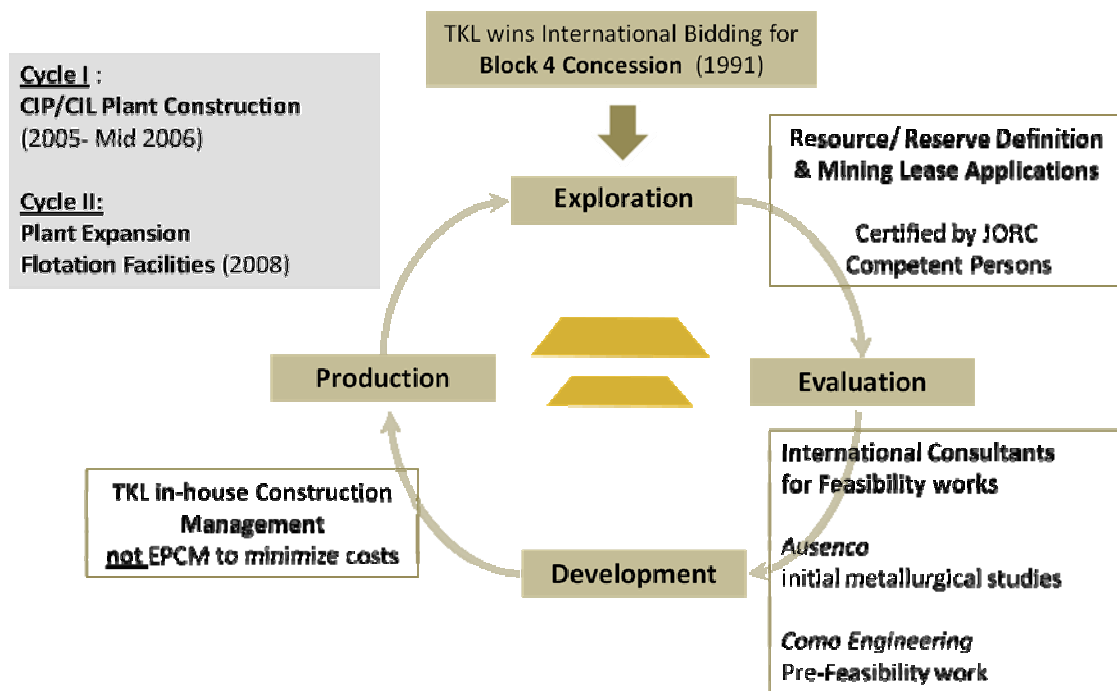 TKL wins International Bidding for
Block 4 Concession (1991)
Cycle I :
CIP/CIL Plant Construction
(2005- Mid 2006)
Cycle II:
Plant Expansion
Flotation Facilities (2008)
Resource/ Reserve Definition
& Mining Lease Applications
Certified by JORC
Competent Persons
Exploration
Production
Evaluation
International Consultants
for Feasibility works
Ausenco
initial metallurgical studies
Como Engineering
Pre-Feasibility work
TKL in-house Construction
Management
not EPCM to minimize costs
Development